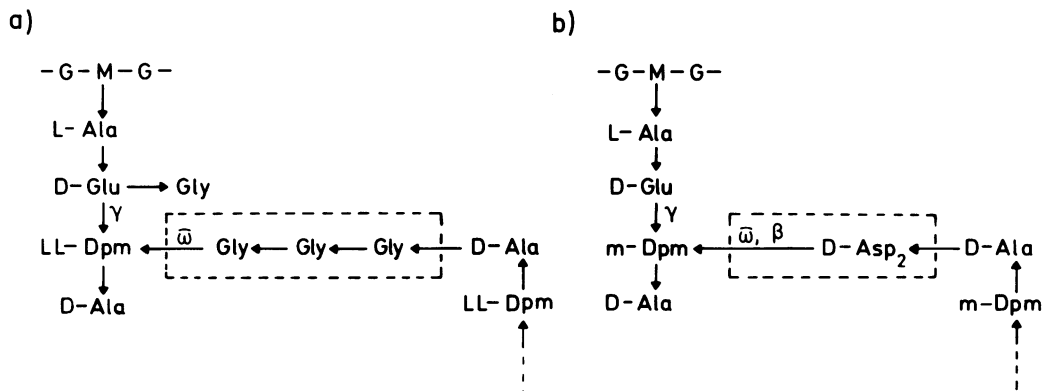 a)
-G-M-G-
L-Ala
D-Glu → Gly
γ
LL-Dpm ← ω̄ Gly ← Gly ← Gly ← D-Ala
D-Ala
LL-Dpm
b)
-G-M-G-
L-Ala
D-Glu
γ
m-Dpm ← ω̄, β D-Asp₂ ← D-Ala
D-Ala
m-Dpm